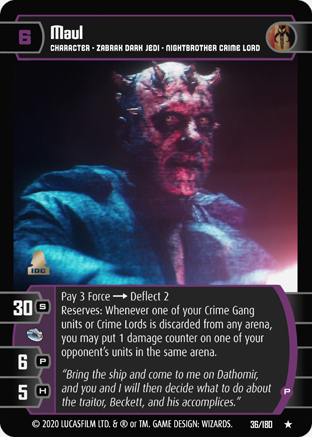 6
Maul
CHARACTER - ZABRAK DARK JEDI - NIGHTBROTHER CRIME LORD
IDC
30 S
6 P
5 H
Pay 3 Force → Deflect 2
Reserves: Whenever one of your Crime Gang
units or Crime Lords is discarded from any arena,
you may put 1 damage counter on one of your
opponent's units in the same arena.
"Bring the ship and come to me on Dathomir,
and you and I will then decide what to do about
the traitor, Beckett, and his accomplices."
P
© 2020 LUCASFILM LTD. & ® or TM. GAME DESIGN: WIZARDS.
36/180 ★